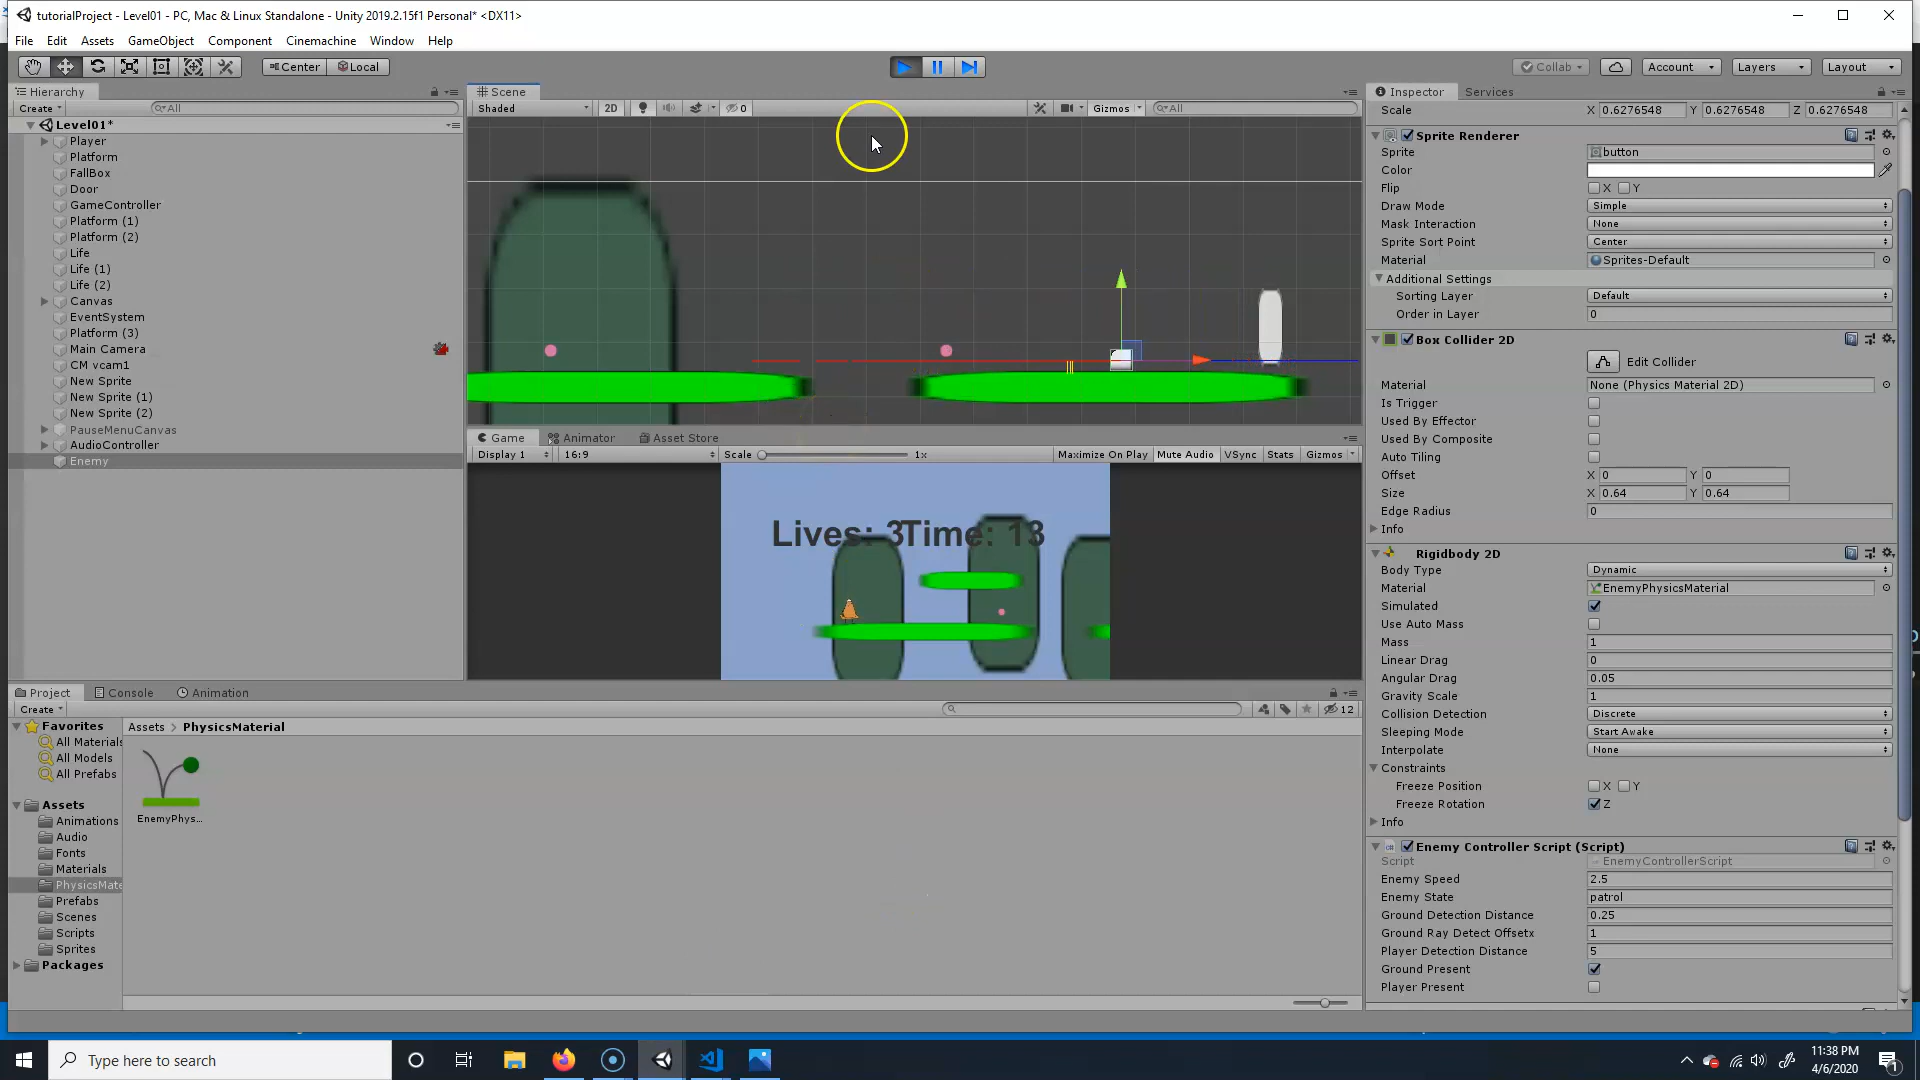 tutorialProject - Level01 - PC, Mac & Linux Standalone - Unity 2019.2.15f1 Personal* <DX11>
File Edit Assets GameObject Component Cinemachine Window Help
Center Local Collab Account Layers Layout
Hierarchy
Create All
Level01*
Player
Platform
FallBox
Door
GameController
Platform (1)
Platform (2)
Life
Life (1)
Life (2)
Canvas
EventSystem
Platform (3)
Main Camera
CM vcam1
New Sprite
New Sprite (1)
New Sprite (2)
PauseMenuCanvas
AudioController
Enemy
Scene
Shaded 2D 0 Gizmos All
Game Animator Asset Store
Display 1 16:9 Scale 1x Maximize On Play Mute Audio VSync Stats Gizmos
Lives: 3 Time: 13
Inspector Services
Scale X 0.6276548 Y 0.6276548 Z 0.6276548
Sprite Renderer
Sprite button
Color
Flip X Y
Draw Mode Simple
Mask Interaction None
Sprite Sort Point Center
Material Sprites-Default
Additional Settings
Sorting Layer Default
Order in Layer 0
Box Collider 2D
Edit Collider
Material None (Physics Material 2D)
Is Trigger
Used By Effector
Used By Composite
Auto Tiling
Offset X 0 Y 0
Size X 0.64 Y 0.64
Edge Radius 0
Info
Rigidbody 2D
Body Type Dynamic
Material EnemyPhysicsMaterial
Simulated
Use Auto Mass
Mass 1
Linear Drag 0
Angular Drag 0.05
Gravity Scale 1
Collision Detection Discrete
Sleeping Mode Start Awake
Interpolate None
Constraints
Freeze Position X Y
Freeze Rotation Z
Info
Enemy Controller Script (Script)
Script EnemyControllerScript
Enemy Speed 2.5
Enemy State patrol
Ground Detection Distance 0.25
Ground Ray Detect Offsetx 1
Player Detection Distance 5
Ground Present
Player Present
Project Console Animation
Create 12
Favorites
All Materials
All Models
All Prefabs
Assets
Animations
Audio
Fonts
Materials
PhysicsMate
Prefabs
Scenes
Scripts
Sprites
Packages
Assets > PhysicsMaterial
EnemyPhys...
Type here to search
11:38 PM
4/6/2020
1